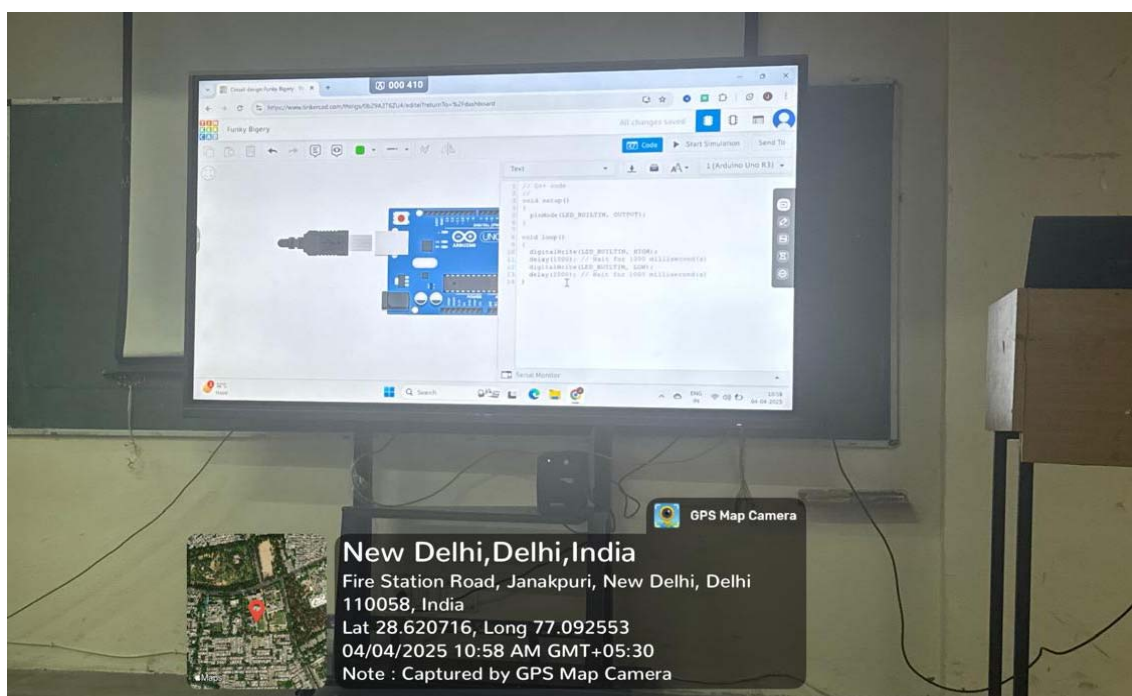 000 410
Funky Bigery
All changes saved
Code
Start Simulation
Send To
Text
1 (Arduino Uno R3)
// C++ code
//
void setup()
{
pinMode(LED_BUILTIN, OUTPUT);
}
void loop()
{
digitalWrite(LED_BUILTIN, HIGH);
delay(1000); // Wait for 1000 millisecond(s)
digitalWrite(LED_BUILTIN, LOW);
// Wait for 1000 millisecond(s)
}
UNO
ARDUINO
Serial Monitor
Search
ENG
IN
GPS Map Camera
New Delhi,Delhi,India
Fire Station Road, Janakpuri, New Delhi, Delhi
110058, India
Lat 28.620716, Long 77.092553
04/04/2025 10:58 AM GMT+05:30
Note : Captured by GPS Map Camera
Maps